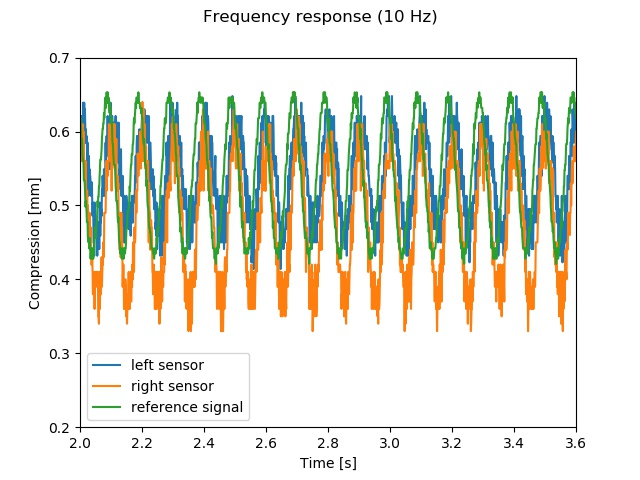 Frequency response (10 Hz)
0.7
0.6
0.5
0.4
0.3
0.2
Compression [mm]
left sensor
right sensor
reference signal
2.0 2.2 2.4 2.6 2.8 3.0 3.2 3.4 3.6
Time [s]